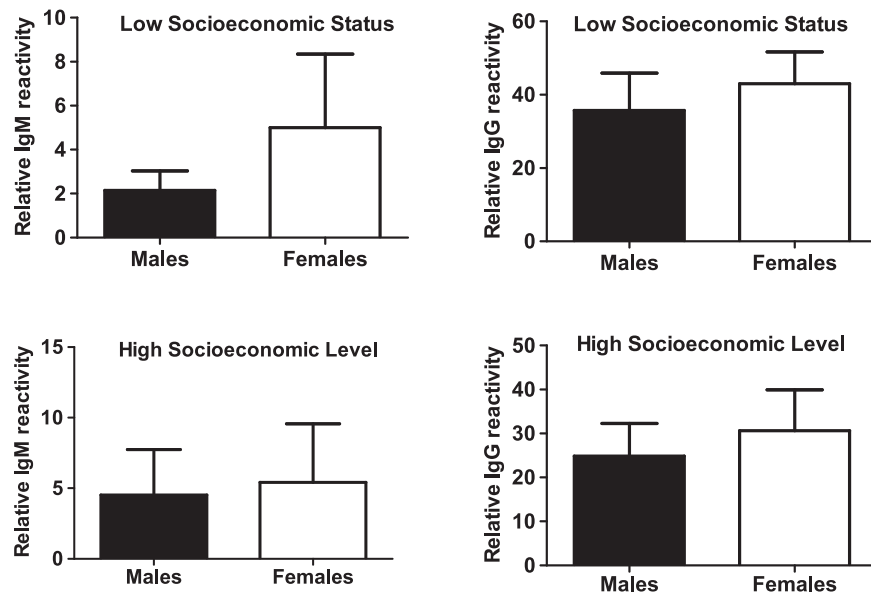 Low Socioeconomic Status
Relative IgM reactivity
10
8
6
4
2
0
Males Females
Low Socioeconomic Status
Relative IgG reactivity
60
40
20
0
Males Females
High Socioeconomic Level
Relative IgM reactivity
15
10
5
0
Males Females
High Socioeconomic Level
Relative IgG reactivity
50
40
30
20
10
0
Males Females